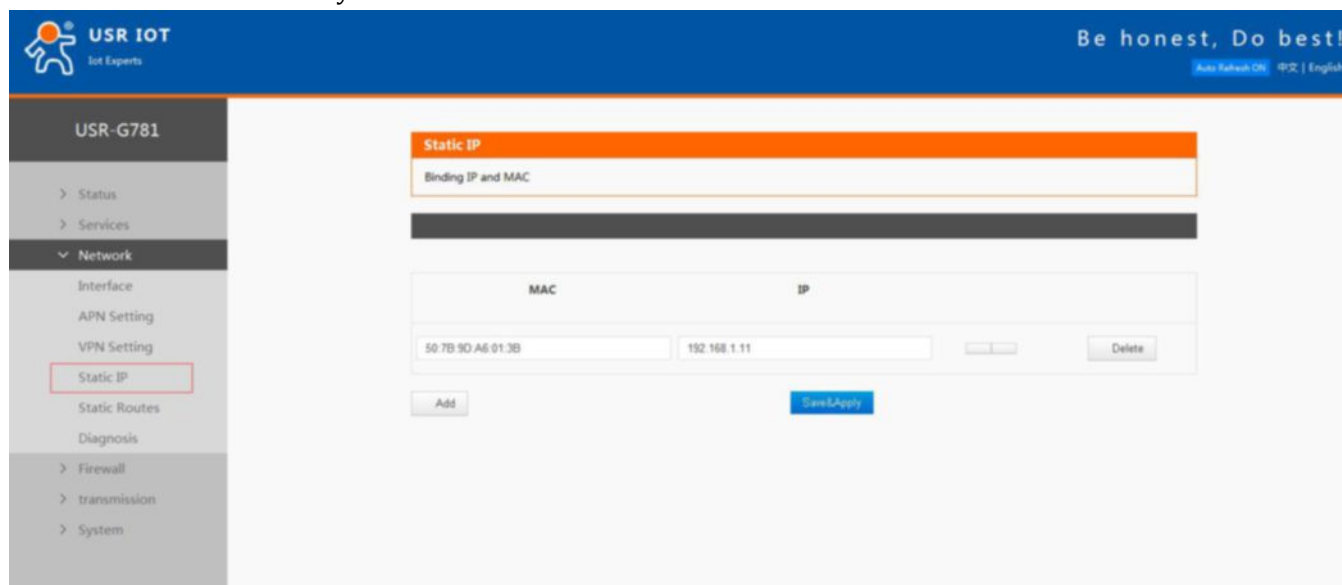 USR IOT
Iot Experts
Be honest, Do best!
Auto Refresh ON 中文 | English
USR-G781
Status
Services
Network
Interface
APN Setting
VPN Setting
Static IP
Static Routes
Diagnosis
Firewall
transmission
System
Static IP
Binding IP and MAC
MAC IP
50:7B:9D:A6:01:3B 192.168.1.11 Delete
Add Save&Apply